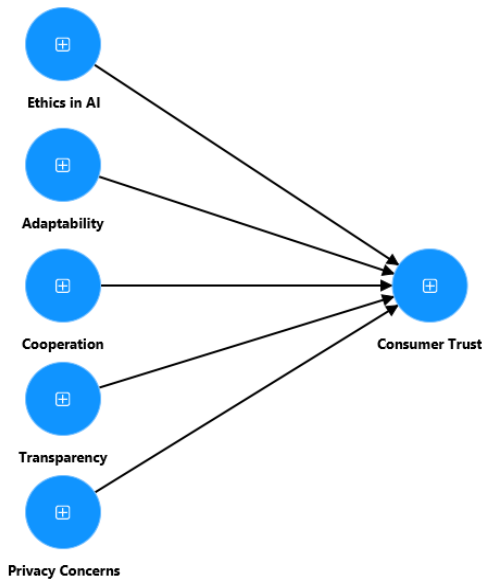 Ethics in AI
Adaptability
Cooperation
Consumer Trust
Transparency
Privacy Concerns